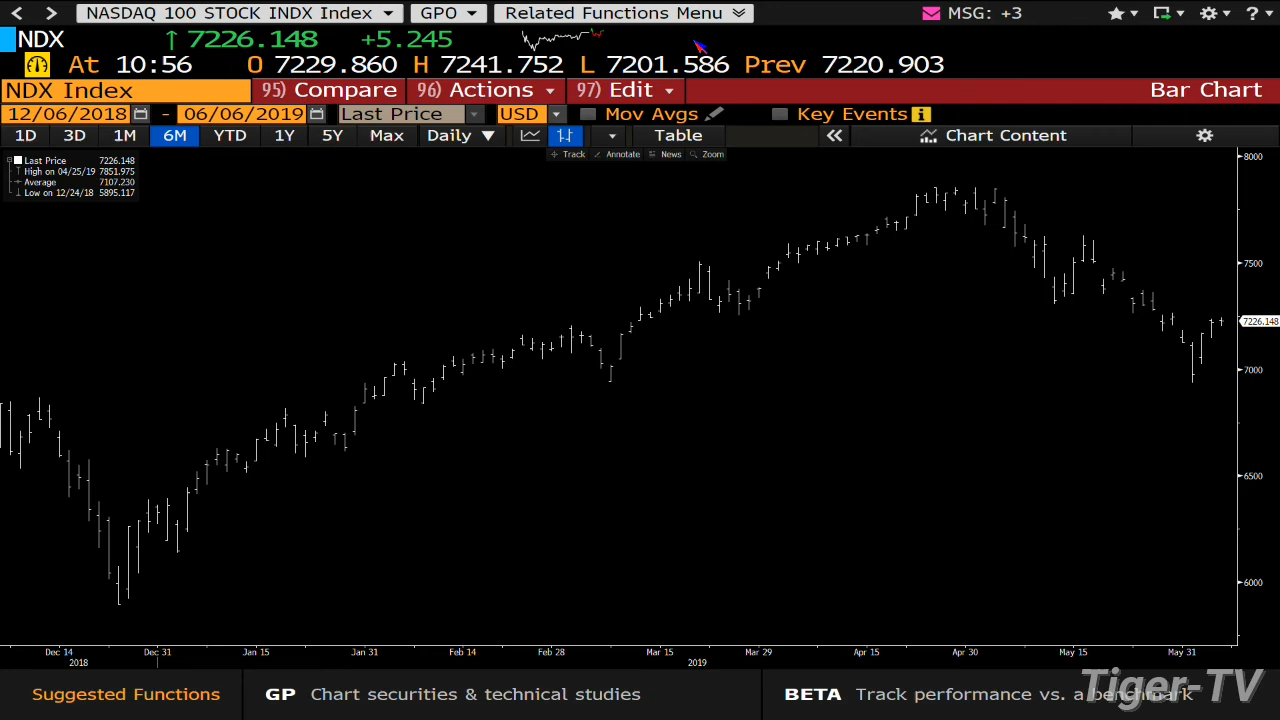 NASDAQ 100 STOCK INDX Index GPO Related Functions Menu MSG: +3
NDX ↑ 7226.148 +5.245
At 10:56 O 7229.860 H 7241.752 L 7201.586 Prev 7220.903
NDX Index 95) Compare 96) Actions 97) Edit Bar Chart
12/06/2018 - 06/06/2019 Last Price USD Mov Avgs Key Events
1D 3D 1M 6M YTD 1Y 5Y Max Daily ▼ Table « Chart Content
Track Annotate News Zoom
Last Price 7226.148
High on 04/25/19 7851.975
Average 7107.230
Low on 12/24/18 5895.117
8000
7500
7226.148
7000
6500
6000
Dec 14 Dec 31 Jan 15 Jan 31 Feb 14 Feb 28 Mar 15 Mar 29 Apr 15 Apr 30 May 15 May 31
2018 2019
Suggested Functions GP Chart securities & technical studies BETA Track performance vs. a benchmark
Tiger-TV